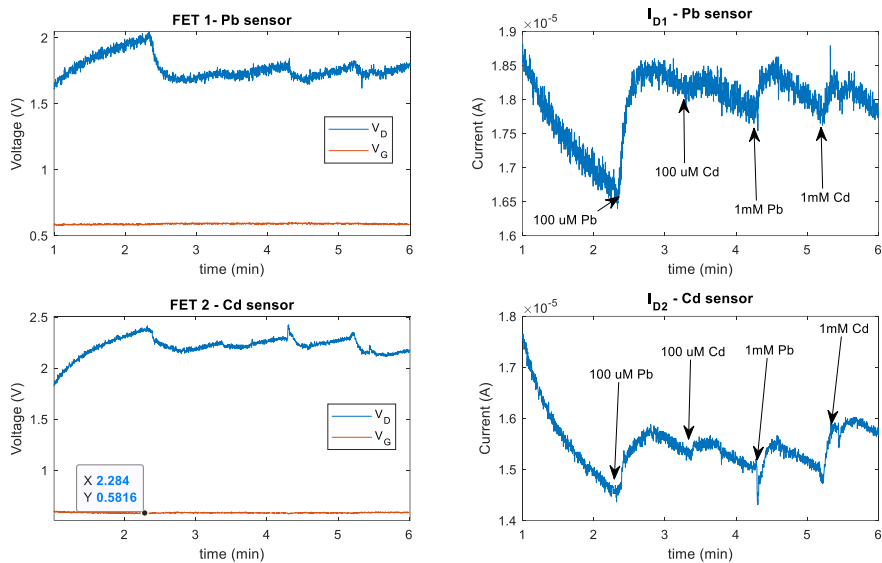 FET 1- Pb sensor
Voltage (V)
2
1.5
1
0.5
V_D
V_G
1 2 3 4 5 6
time (min)
I_D1 - Pb sensor
×10^-5
Current (A)
1.9
1.85
1.8
1.75
1.7
1.65
1.6
100 uM Pb
100 uM Cd
1mM Pb
1mM Cd
1 2 3 4 5 6
time (min)
FET 2 - Cd sensor
Voltage (V)
2.5
2
1.5
1
V_D
V_G
X 2.284
Y 0.5816
2 3 4 5 6
time (min)
I_D2 - Cd sensor
×10^-5
Current (A)
1.8
1.7
1.6
1.5
1.4
100 uM Pb
100 uM Cd
1mM Pb
1mM Cd
1 2 3 4 5 6
time (min)